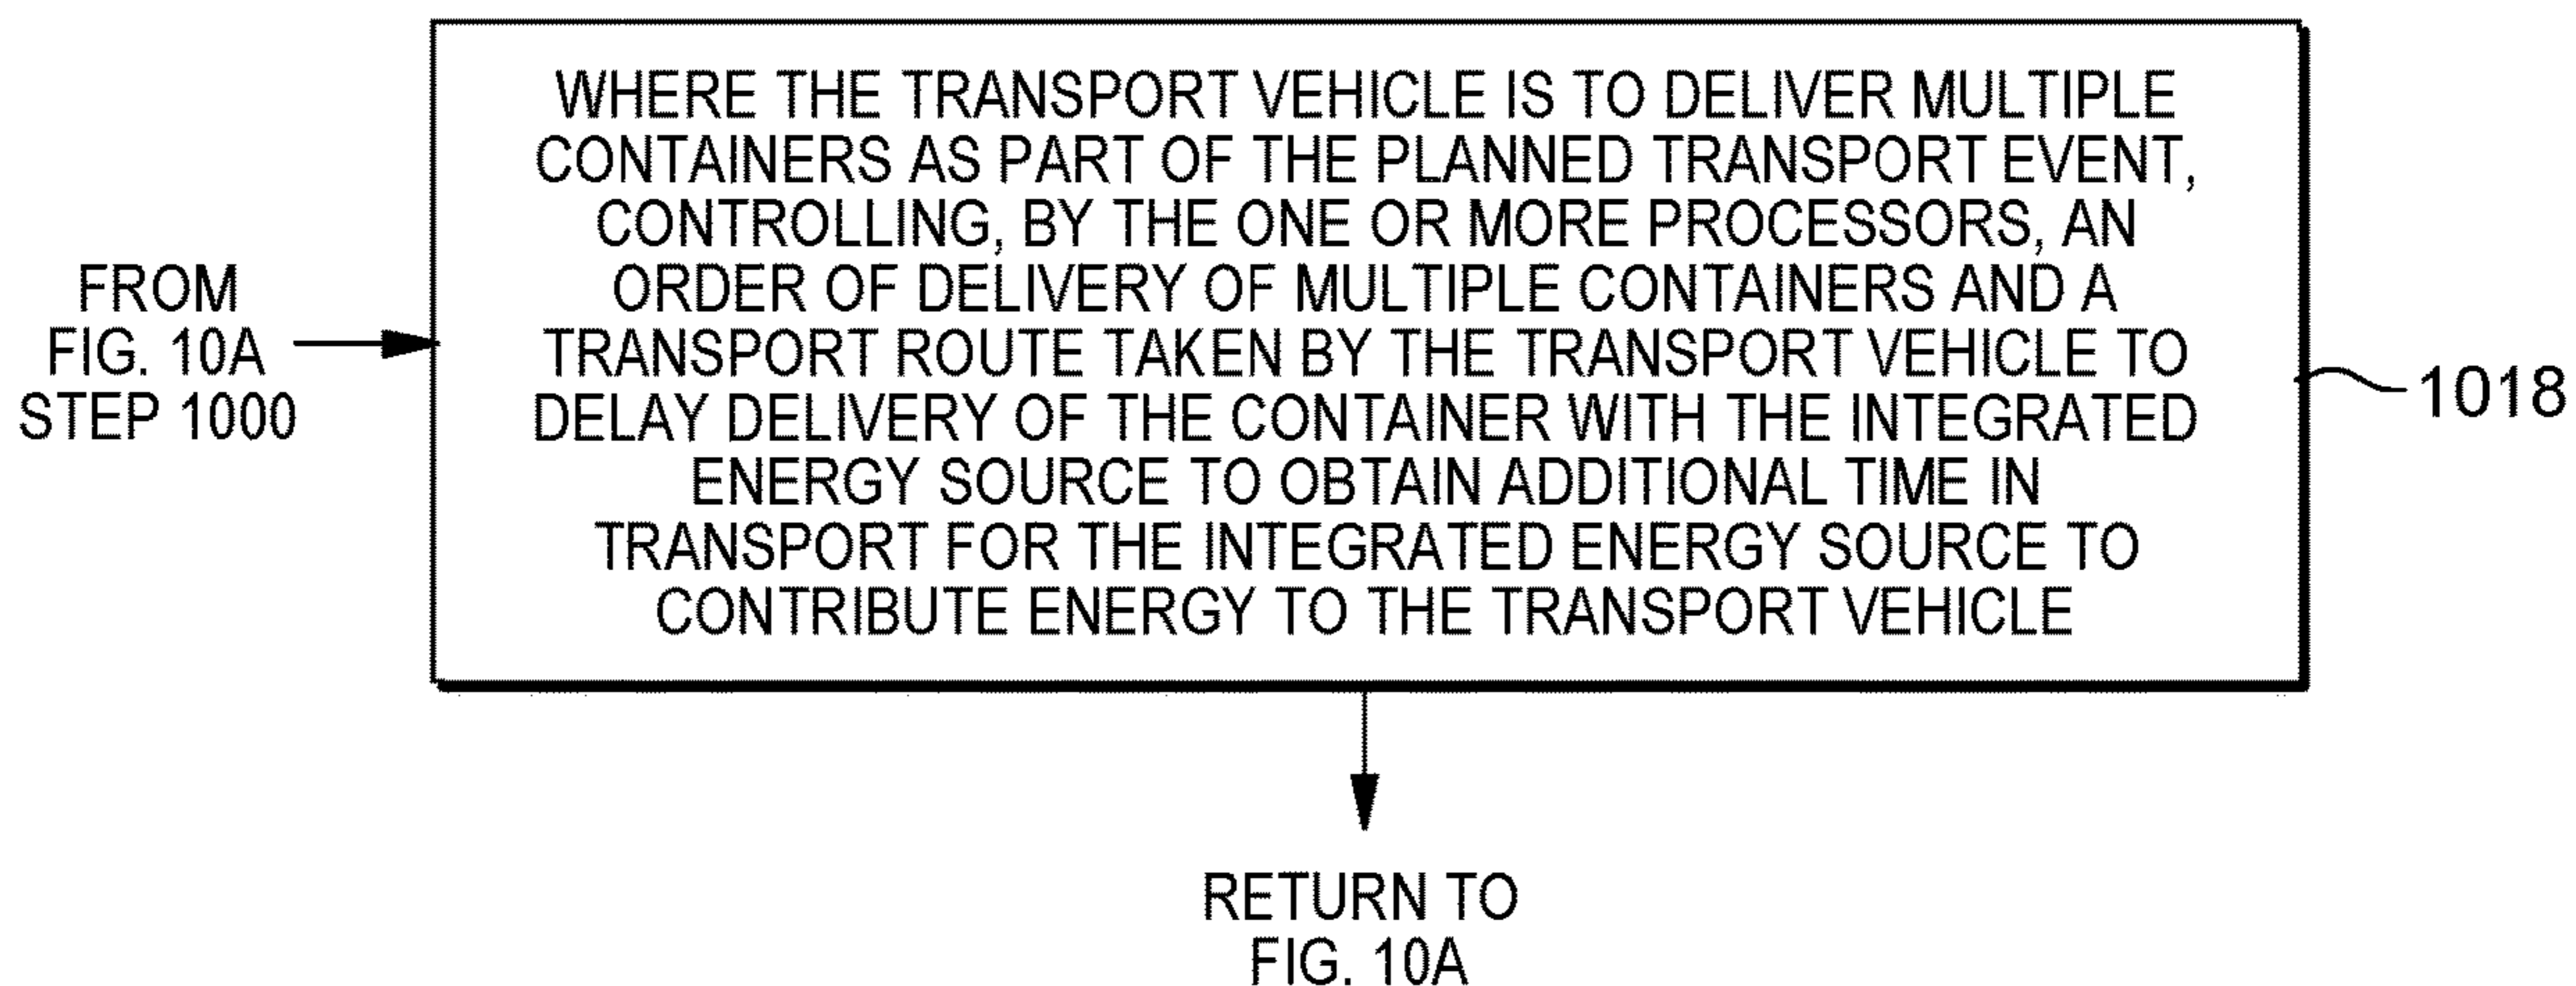 FROM
FIG. 10A
STEP 1000
WHERE THE TRANSPORT VEHICLE IS TO DELIVER MULTIPLE
CONTAINERS AS PART OF THE PLANNED TRANSPORT EVENT,
CONTROLLING, BY THE ONE OR MORE PROCESSORS, AN
ORDER OF DELIVERY OF MULTIPLE CONTAINERS AND A
TRANSPORT ROUTE TAKEN BY THE TRANSPORT VEHICLE TO
DELAY DELIVERY OF THE CONTAINER WITH THE INTEGRATED
ENERGY SOURCE TO OBTAIN ADDITIONAL TIME IN
TRANSPORT FOR THE INTEGRATED ENERGY SOURCE TO
CONTRIBUTE ENERGY TO THE TRANSPORT VEHICLE
1018
RETURN TO
FIG. 10A